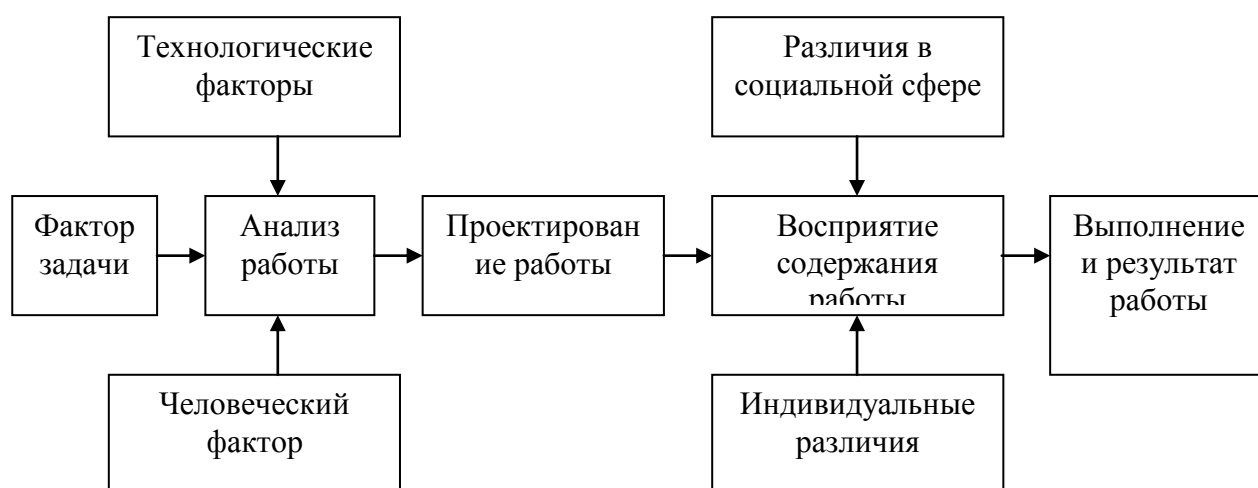 Технологические
факторы
Различия в
социальной сфере
Фактор
задачи
Анализ
работы
Проектирован
ие работы
Восприятие
содержания
работы
Выполнение
и результат
работы
Человеческий
фактор
Индивидуальные
различия